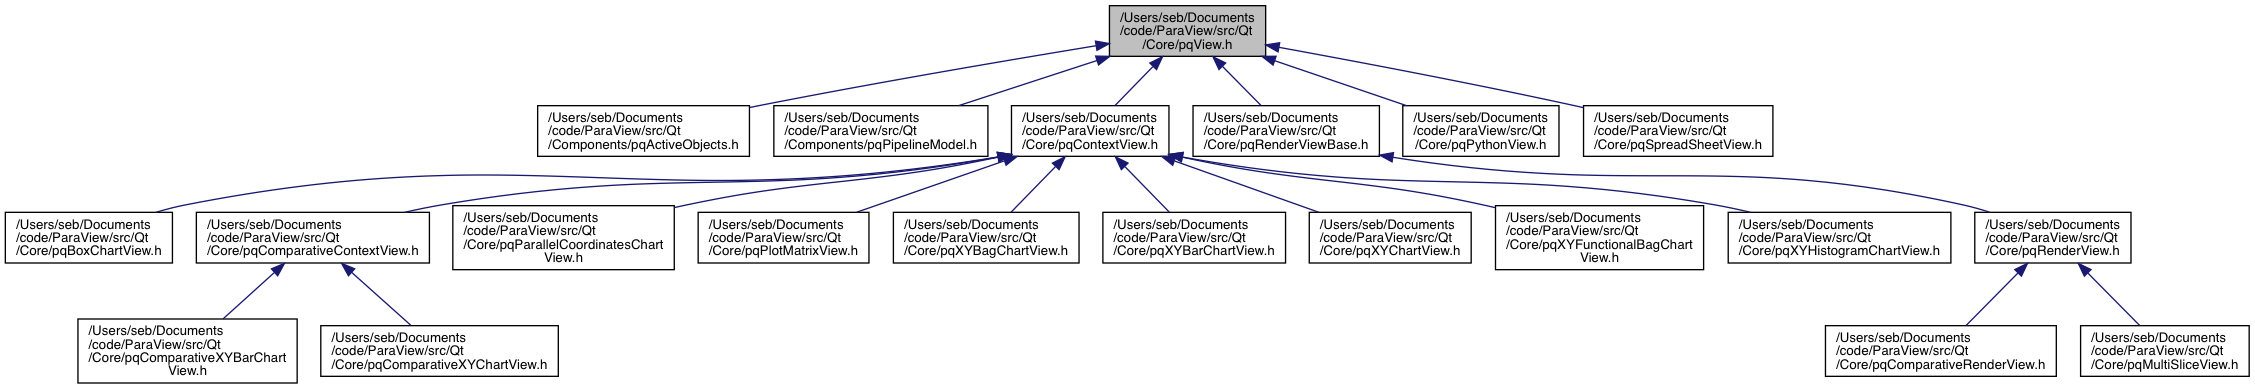 /Users/seb/Documents
/code/ParaView/src/Qt
/Core/pqView.h
/Users/seb/Documents
/code/ParaView/src/Qt
/Components/pqActiveObjects.h
/Users/seb/Documents
/code/ParaView/src/Qt
/Components/pqPipelineModel.h
/Users/seb/Documents
/code/ParaView/src/Qt
/Core/pqContextView.h
/Users/seb/Documents
/code/ParaView/src/Qt
/Core/pqRenderViewBase.h
/Users/seb/Documents
/code/ParaView/src/Qt
/Core/pqPythonView.h
/Users/seb/Documents
/code/ParaView/src/Qt
/Core/pqSpreadSheetView.h
/Users/seb/Documents
/code/ParaView/src/Qt
/Core/pqBoxChartView.h
/Users/seb/Documents
/code/ParaView/src/Qt
/Core/pqComparativeContextView.h
/Users/seb/Documents
/code/ParaView/src/Qt
/Core/pqParallelCoordinatesChart
View.h
/Users/seb/Documents
/code/ParaView/src/Qt
/Core/pqPlotMatrixView.h
/Users/seb/Documents
/code/ParaView/src/Qt
/Core/pqXYBagChartView.h
/Users/seb/Documents
/code/ParaView/src/Qt
/Core/pqXYBarChartView.h
/Users/seb/Documents
/code/ParaView/src/Qt
/Core/pqXYChartView.h
/Users/seb/Documents
/code/ParaView/src/Qt
/Core/pqXYFunctionalBagChart
View.h
/Users/seb/Documents
/code/ParaView/src/Qt
/Core/pqXYHistogramChartView.h
/Users/seb/Documents
/code/ParaView/src/Qt
/Core/pqRenderView.h
/Users/seb/Documents
/code/ParaView/src/Qt
/Core/pqComparativeXYBarChart
View.h
/Users/seb/Documents
/code/ParaView/src/Qt
/Core/pqComparativeXYChartView.h
/Users/seb/Documents
/code/ParaView/src/Qt
/Core/pqComparativeRenderView.h
/Users/seb/Documents
/code/ParaView/src/Qt
/Core/pqMultiSliceView.h